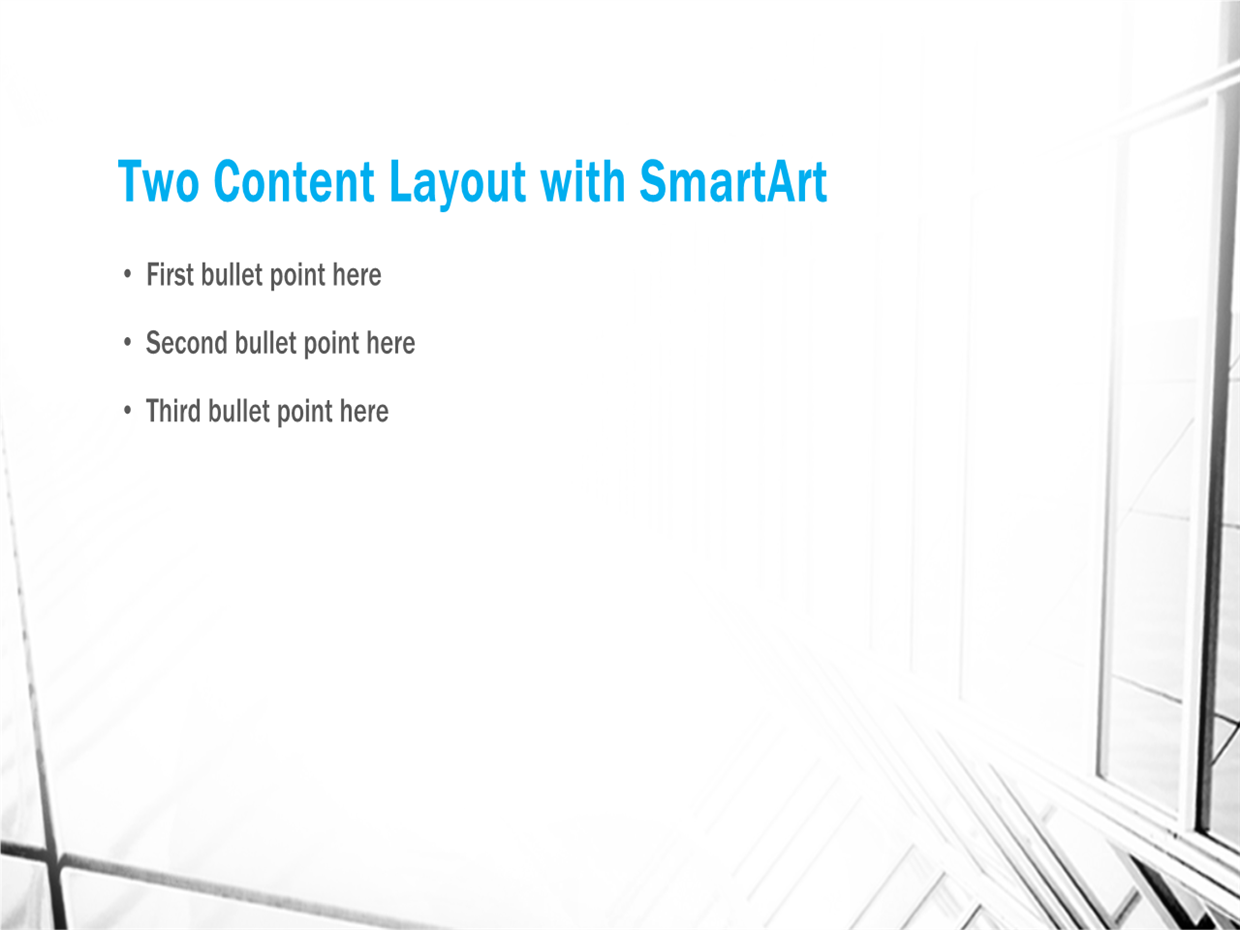 Two Content Layout with SmartArt
• First bullet point here
• Second bullet point here
• Third bullet point here